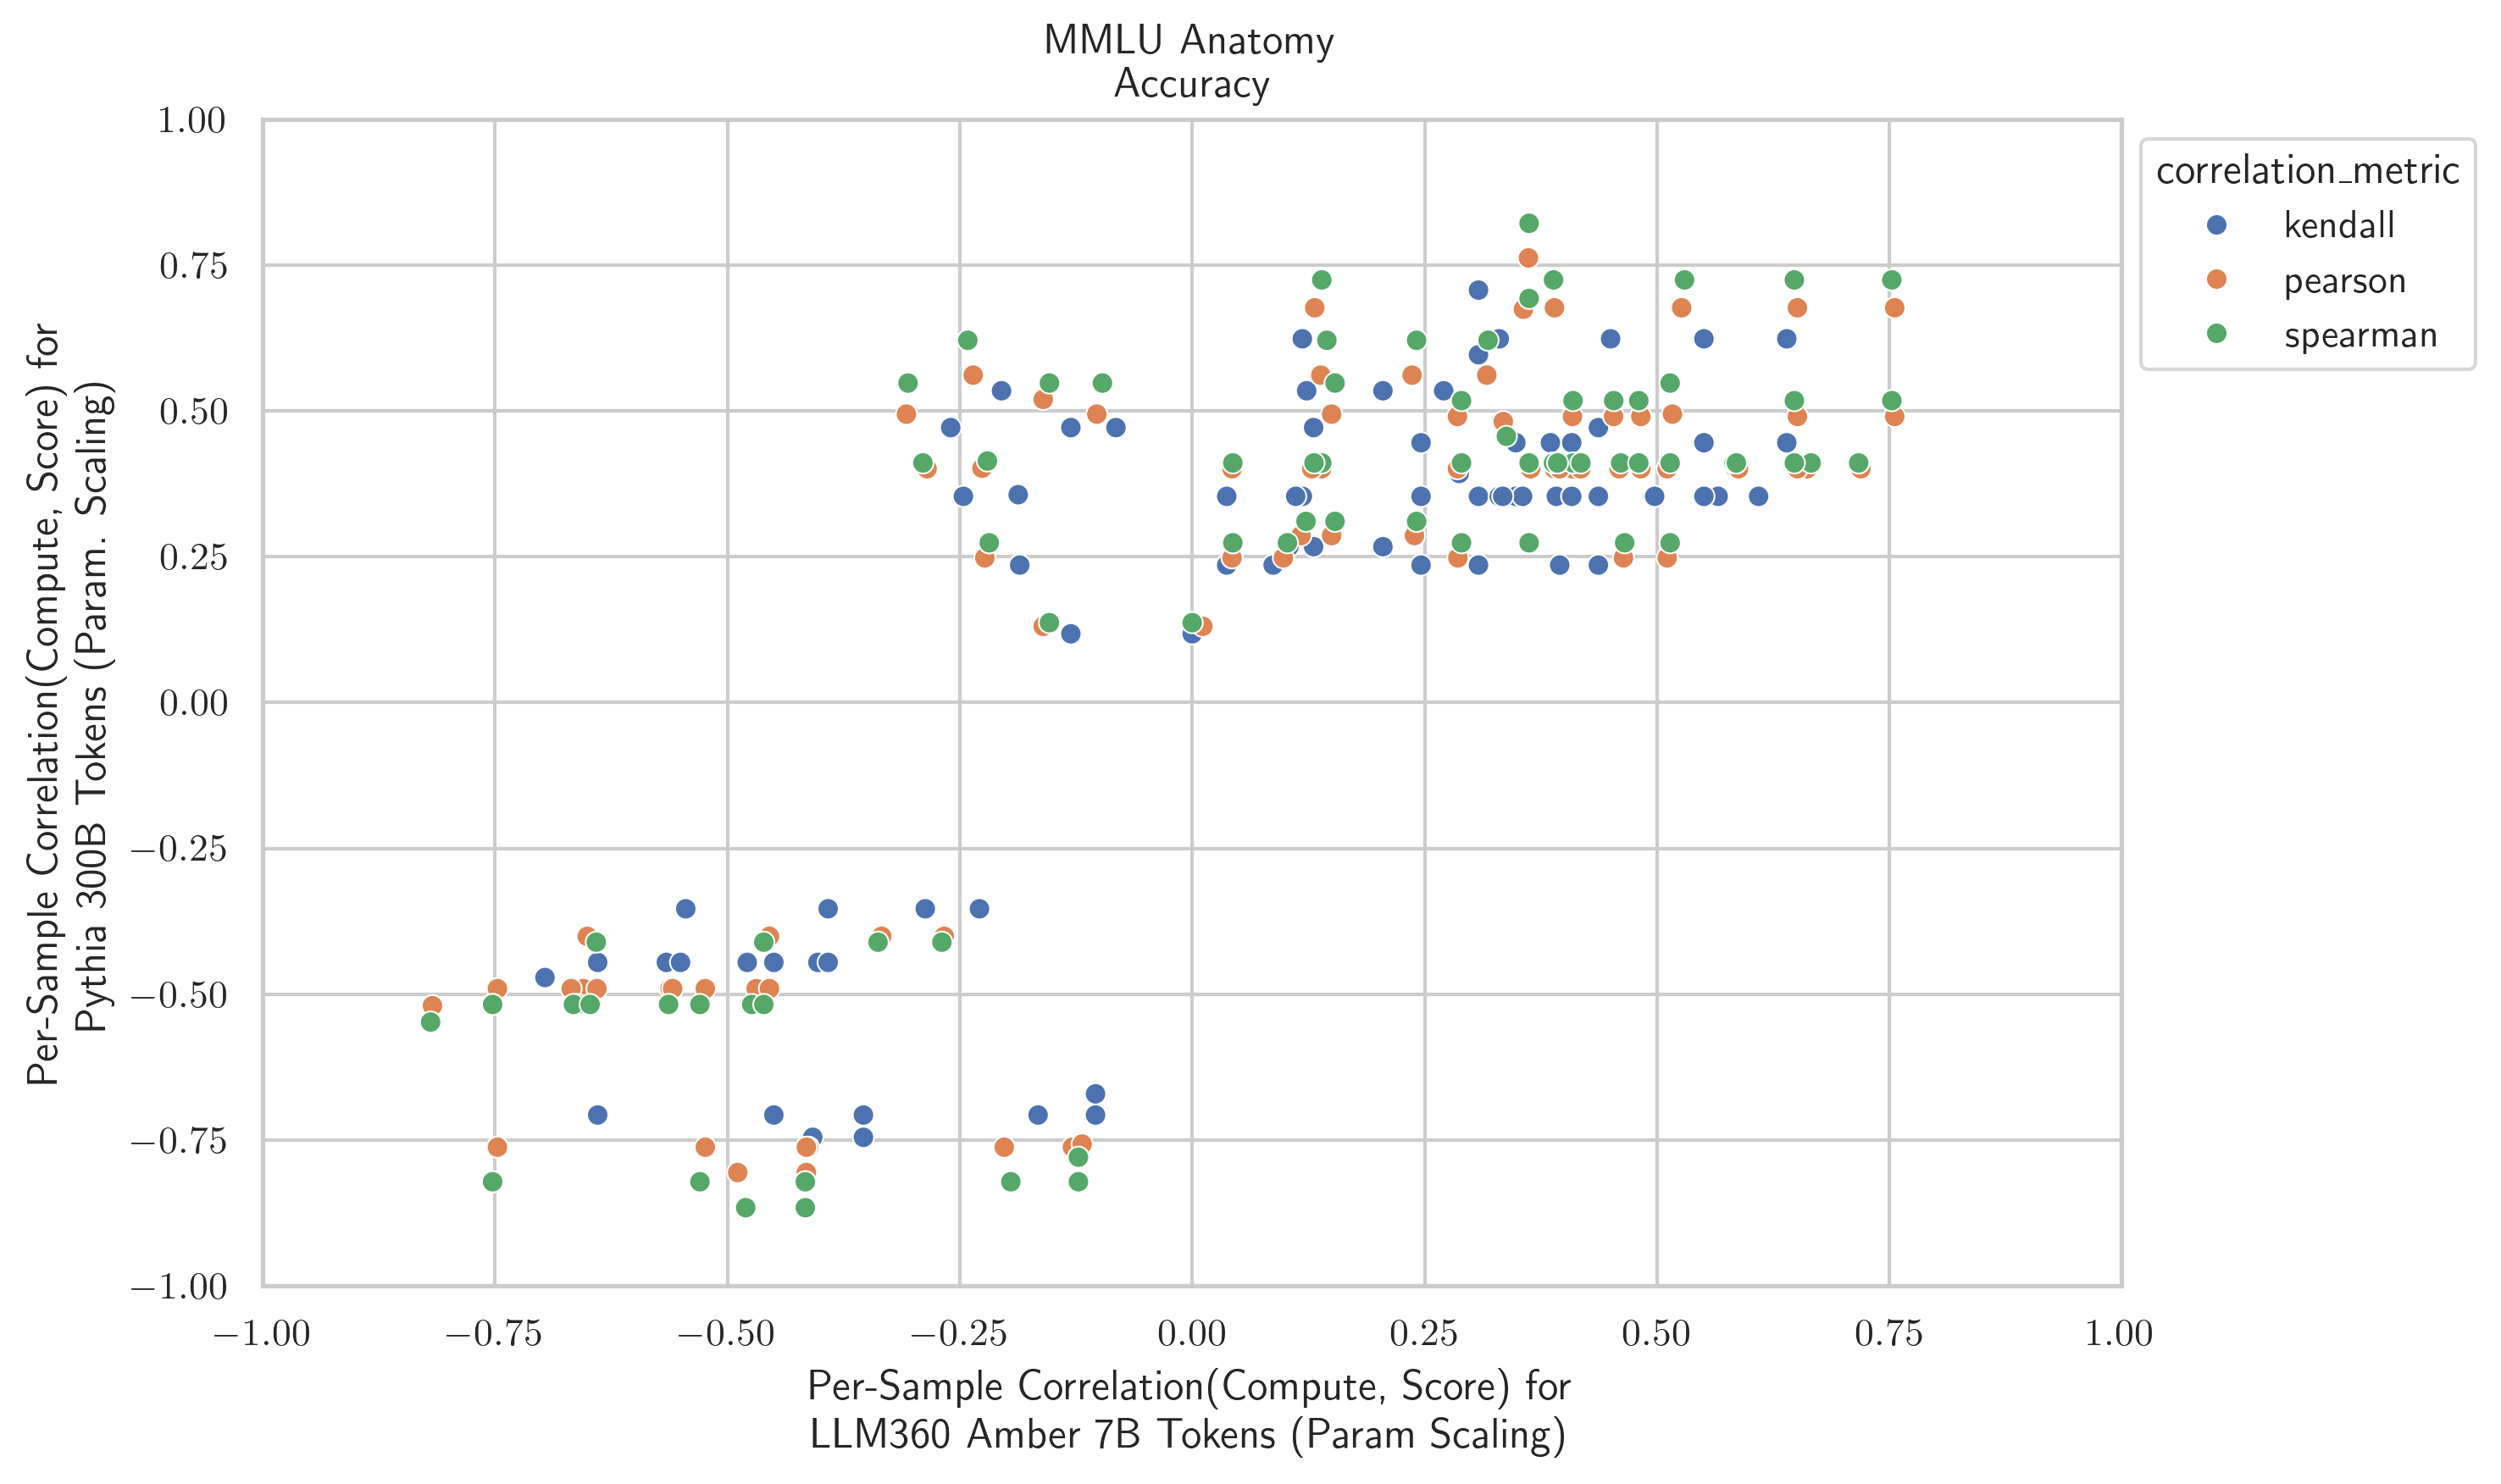 MMLU Anatomy
Accuracy
Per-Sample Correlation(Compute, Score) for
Pythia 300B Tokens (Param. Scaling)
1.00
0.75
0.50
0.25
0.00
−0.25
−0.50
−0.75
−1.00
−1.00 −0.75 −0.50 −0.25 0.00 0.25 0.50 0.75 1.00
Per-Sample Correlation(Compute, Score) for
LLM360 Amber 7B Tokens (Param Scaling)
correlation_metric
kendall
pearson
spearman